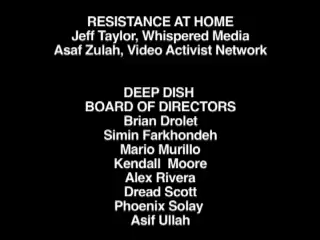 RESISTANCE AT HOME
Jeff Taylor, Whispered Media
Asaf Zulah, Video Activist Network
DEEP DISH
BOARD OF DIRECTORS
Brian Drolet
Simin Farkhondeh
Mario Murillo
Kendall Moore
Alex Rivera
Dread Scott
Phoenix Solay
Asif Ullah